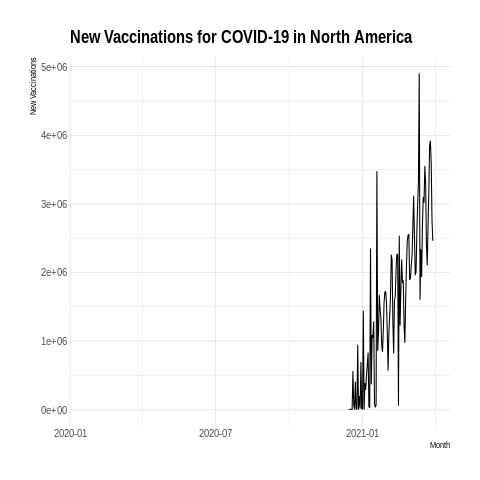 New Vaccinations for COVID-19 in North America
New Vaccinations
5e+06
4e+06
3e+06
2e+06
1e+06
0e+00
2020-01
2020-07
2021-01
Month